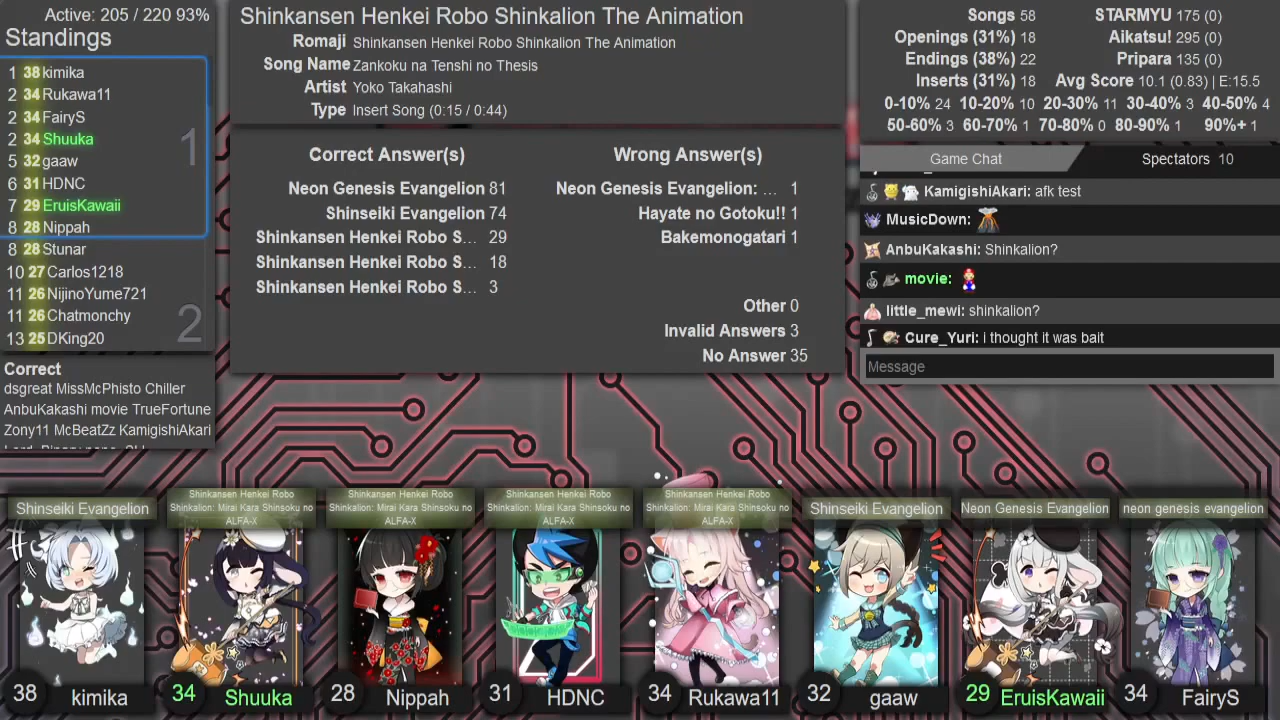 Active: 205 / 220 93%
Standings
1 38 kimika
2 34 Rukawa11
2 34 FairyS
2 34 Shuuka
5 32 gaaw
6 31 HDNC
7 29 EruisKawaii
8 28 Nippah
1
8 28 Stunar
10 27 Carlos1218
11 26 NijinoYume721
11 26 Chatmonchy
13 25 DKing20
2
Correct
dsgreat MissMcPhisto Chiller
AnbuKakashi movie TrueFortune
Zony11 McBeatZz KamigishiAkari
Shinkansen Henkei Robo Shinkalion The Animation
Romaji Shinkansen Henkei Robo Shinkalion The Animation
Song Name Zankoku na Tenshi no Thesis
Artist Yoko Takahashi
Type Insert Song (0:15 / 0:44)
Correct Answer(s)
Neon Genesis Evangelion 81
Shinseiki Evangelion 74
Shinkansen Henkei Robo S... 29
Shinkansen Henkei Robo S... 18
Shinkansen Henkei Robo S... 3
Wrong Answer(s)
Neon Genesis Evangelion: ... 1
Hayate no Gotoku!! 1
Bakemonogatari 1
Other 0
Invalid Answers 3
No Answer 35
Songs 58 STARMYU 175 (0)
Openings (31%) 18 Aikatsu! 295 (0)
Endings (38%) 22 Pripara 135 (0)
Inserts (31%) 18 Avg Score 10.1 (0.83) | E:15.5
0-10% 24 10-20% 10 20-30% 11 30-40% 3 40-50% 4
50-60% 3 60-70% 1 70-80% 0 80-90% 1 90%+ 1
Game Chat Spectators 10
KamigishiAkari: afk test
MusicDown:
AnbuKakashi: Shinkalion?
movie:
little_mewi: shinkalion?
Cure_Yuri: i thought it was bait
Message
Shinseiki Evangelion
Shinkansen Henkei Robo
Shinkalion: Mirai Kara Shinsoku no
ALFA-X
Shinkansen Henkei Robo
Shinkalion: Mirai Kara Shinsoku no
ALFA-X
Shinkansen Henkei Robo
Shinkalion: Mirai Kara Shinsoku no
ALFA-X
Shinkansen Henkei Robo
Shinkalion: Mirai Kara Shinsoku no
ALFA-X
Shinseiki Evangelion
Neon Genesis Evangelion
neon genesis evangelion
38 kimika
34 Shuuka
28 Nippah
31 HDNC
34 Rukawa11
32 gaaw
29 EruisKawaii
34 FairyS